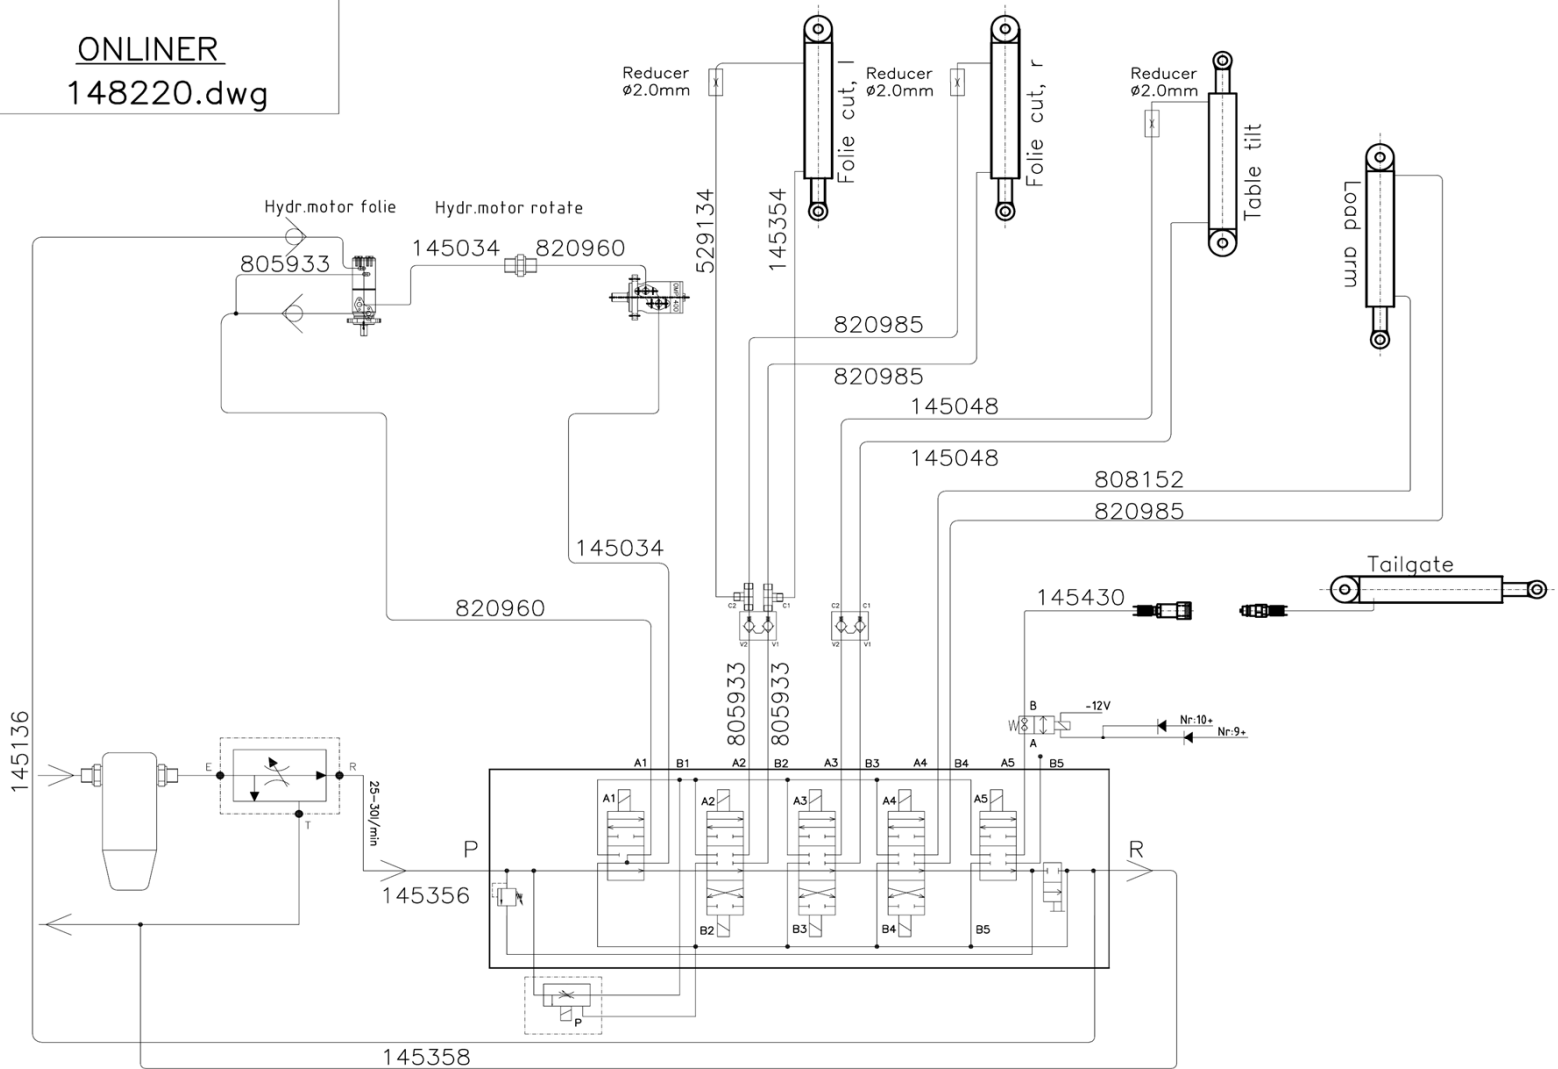 ONLINER
148220.dwg
Reducer
ø2.0mm
Folie cut, l
Reducer
ø2.0mm
Folie cut, r
Reducer
ø2.0mm
Table tilt
Load arm
Hydr.motor folie
Hydr.motor rotate
805933
145034
820960
OMP 400
529134
145354
820985
820985
145048
145048
808152
820985
145034
820960
Tailgate
145430
C2
C1
V2
V1
C2
C1
V2
V1
805933
805933
B
W
A
-12V
Nr:10+
Nr:9+
145136
E
R
T
25-30l/min
A1
B1
A2
B2
A3
B3
A4
B4
A5
B5
A1
A2
A3
A4
A5
P
R
145356
B2
B3
B4
B5
P
145358